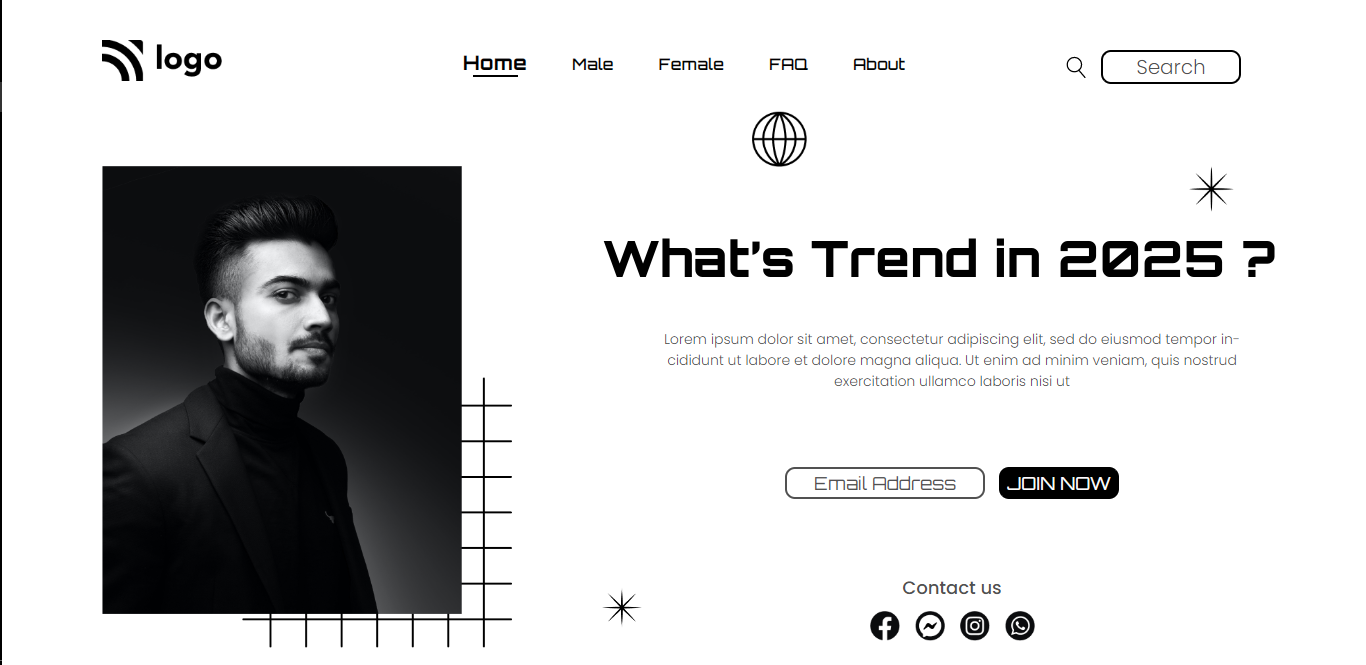 logo
Home Male Female FAQ About
Search
What's Trend in 2025 ?
Lorem ipsum dolor sit amet, consectetur adipiscing elit, sed do eiusmod tempor in-
cididunt ut labore et dolore magna aliqua. Ut enim ad minim veniam, quis nostrud
exercitation ullamco laboris nisi ut
Email Address JOIN NOW
Contact us